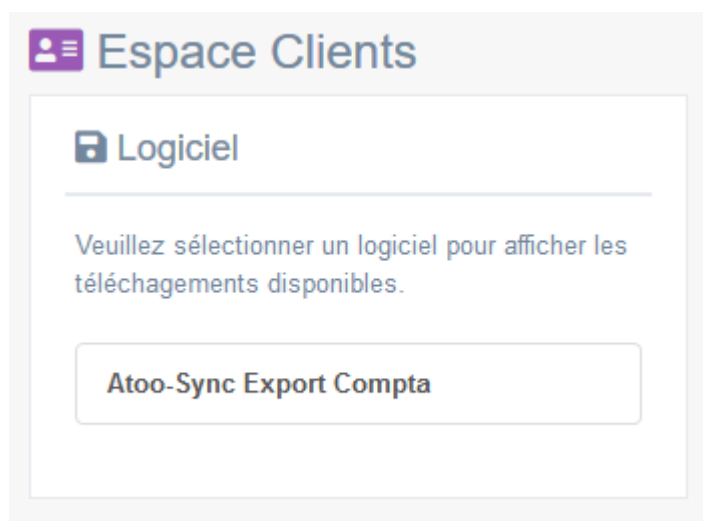 Espace Clients
Logiciel
Veuillez sélectionner un logiciel pour afficher les
téléchagements disponibles.
Atoo-Sync Export Compta